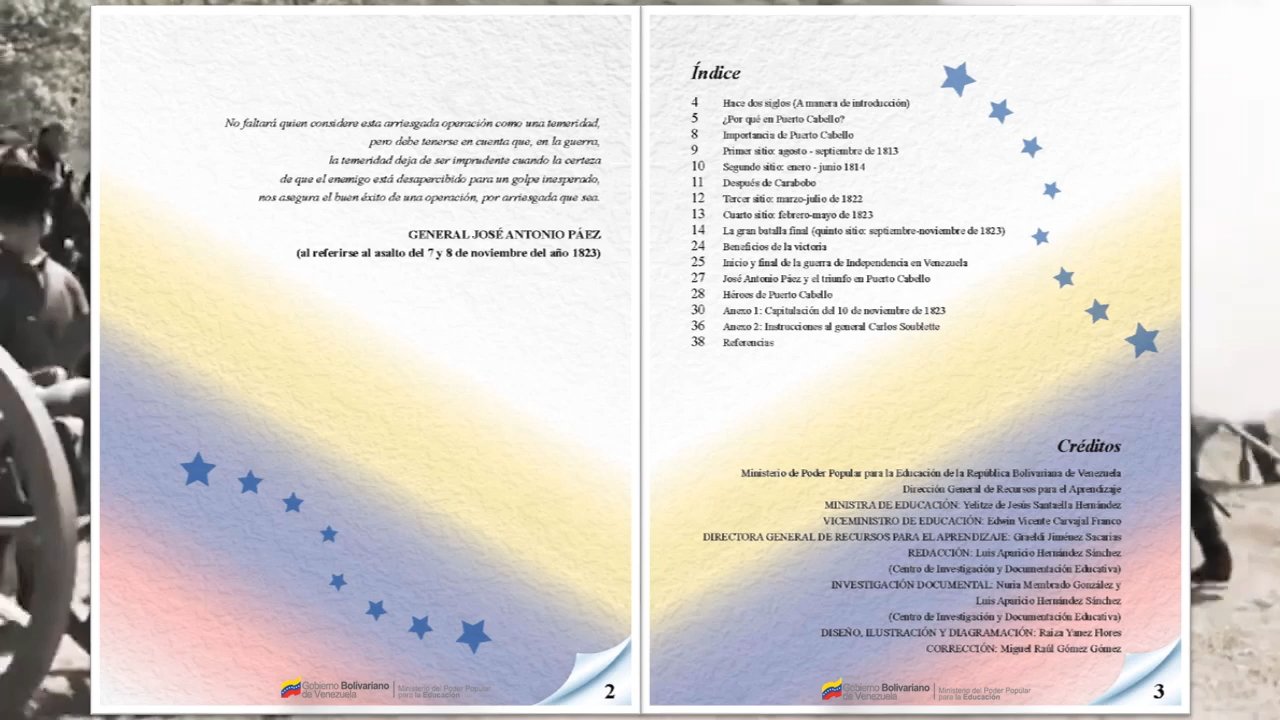 No faltará quien considere esta arriesgada operación como una temeridad,
pero debe tenerse en cuenta que, en la guerra,
la temeridad deja de ser imprudente cuando la certeza
de que el enemigo está desapercibido para un golpe inesperado,
nos asegura el buen éxito de una operación, por arriesgada que sea.
GENERAL JOSÉ ANTONIO PÁEZ
(al referirse al asalto del 7 y 8 de noviembre del año 1823)
Gobierno Bolivariano
de Venezuela
Ministerio del Poder Popular
para la Educación
2
Índice
4 Hace dos siglos (A manera de introducción)
5 ¿Por qué en Puerto Cabello?
8 Importancia de Puerto Cabello
9 Primer sitio: agosto - septiembre de 1813
10 Segundo sitio: enero - junio 1814
11 Después de Carabobo
12 Tercer sitio: marzo-julio de 1822
13 Cuarto sitio: febrero-mayo de 1823
14 La gran batalla final (quinto sitio: septiembre-noviembre de 1823)
24 Beneficios de la victoria
25 Inicio y final de la guerra de Independencia en Venezuela
27 José Antonio Páez y el triunfo en Puerto Cabello
28 Héroes de Puerto Cabello
30 Anexo 1: Capitulación del 10 de noviembre de 1823
36 Anexo 2: Instrucciones al general Carlos Soublette
38 Referencias
Créditos
Ministerio de Poder Popular para la Educación de la República Bolivariana de Venezuela
Dirección General de Recursos para el Aprendizaje
MINISTRA DE EDUCACIÓN: Yelitze de Jesús Santaella Hernández
VICEMINISTRO DE EDUCACIÓN: Edwin Vicente Carvajal Franco
DIRECTORA GENERAL DE RECURSOS PARA EL APRENDIZAJE: Graeldi Jiménez Sacarias
REDACCIÓN: Luis Aparicio Hernández Sánchez
(Centro de Investigación y Documentación Educativa)
INVESTIGACIÓN DOCUMENTAL: Nuria Membrado González y
Luis Aparicio Hernández Sánchez
(Centro de Investigación y Documentación Educativa)
DISEÑO, ILUSTRACIÓN Y DIAGRAMACIÓN: Raiza Yanez Flores
CORRECCIÓN: Miguel Raúl Gómez Gómez
Gobierno Bolivariano
de Venezuela
Ministerio del Poder Popular
para la Educación
3